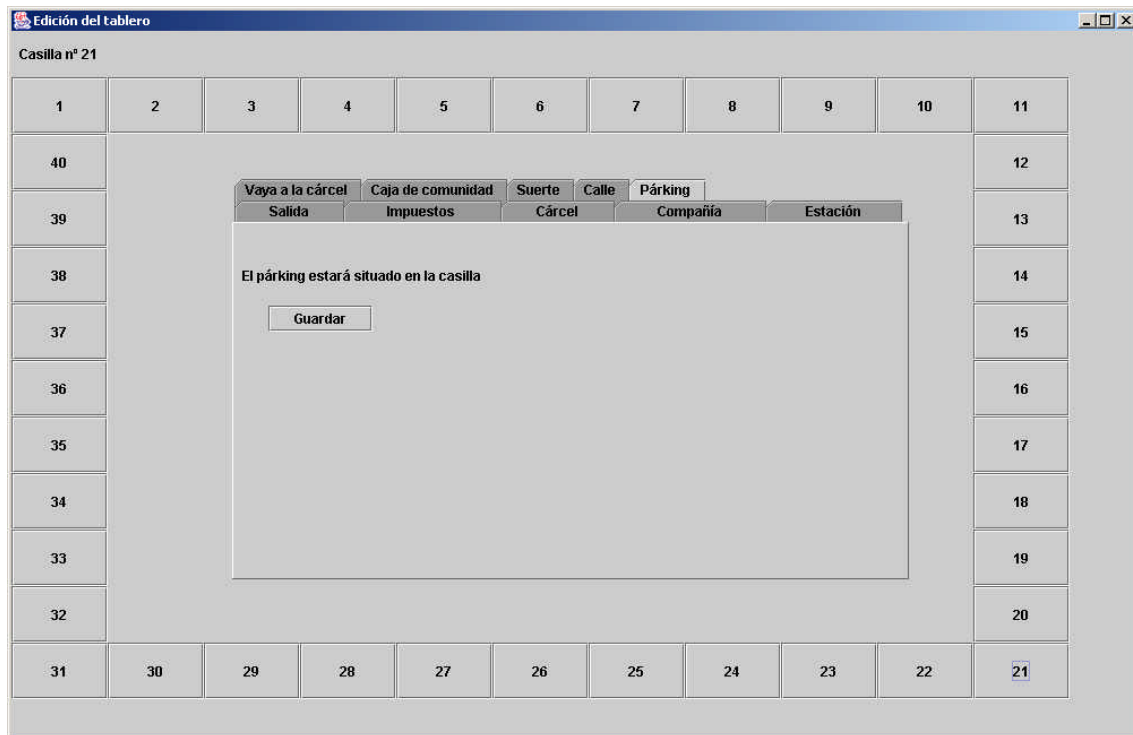 Edición del tablero
Casilla nº 21
1 2 3 4 5 6 7 8 9 10 11
40 12
Vaya a la cárcel Caja de comunidad Suerte Calle Párking
Salida Impuestos Cárcel Compañía Estación
39 13
38 El párking estará situado en la casilla 14
Guardar
37 15
36 16
35 17
34 18
33 19
32 20
31 30 29 28 27 26 25 24 23 22 21